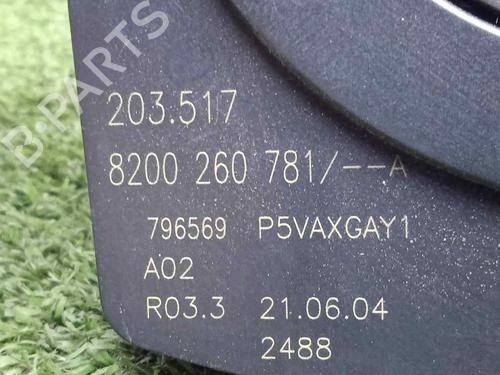 B-PARTS
203.517
8200 260 781/--A
796569 P5VAXGAY1
A02
R03.3 21.06.04
2488